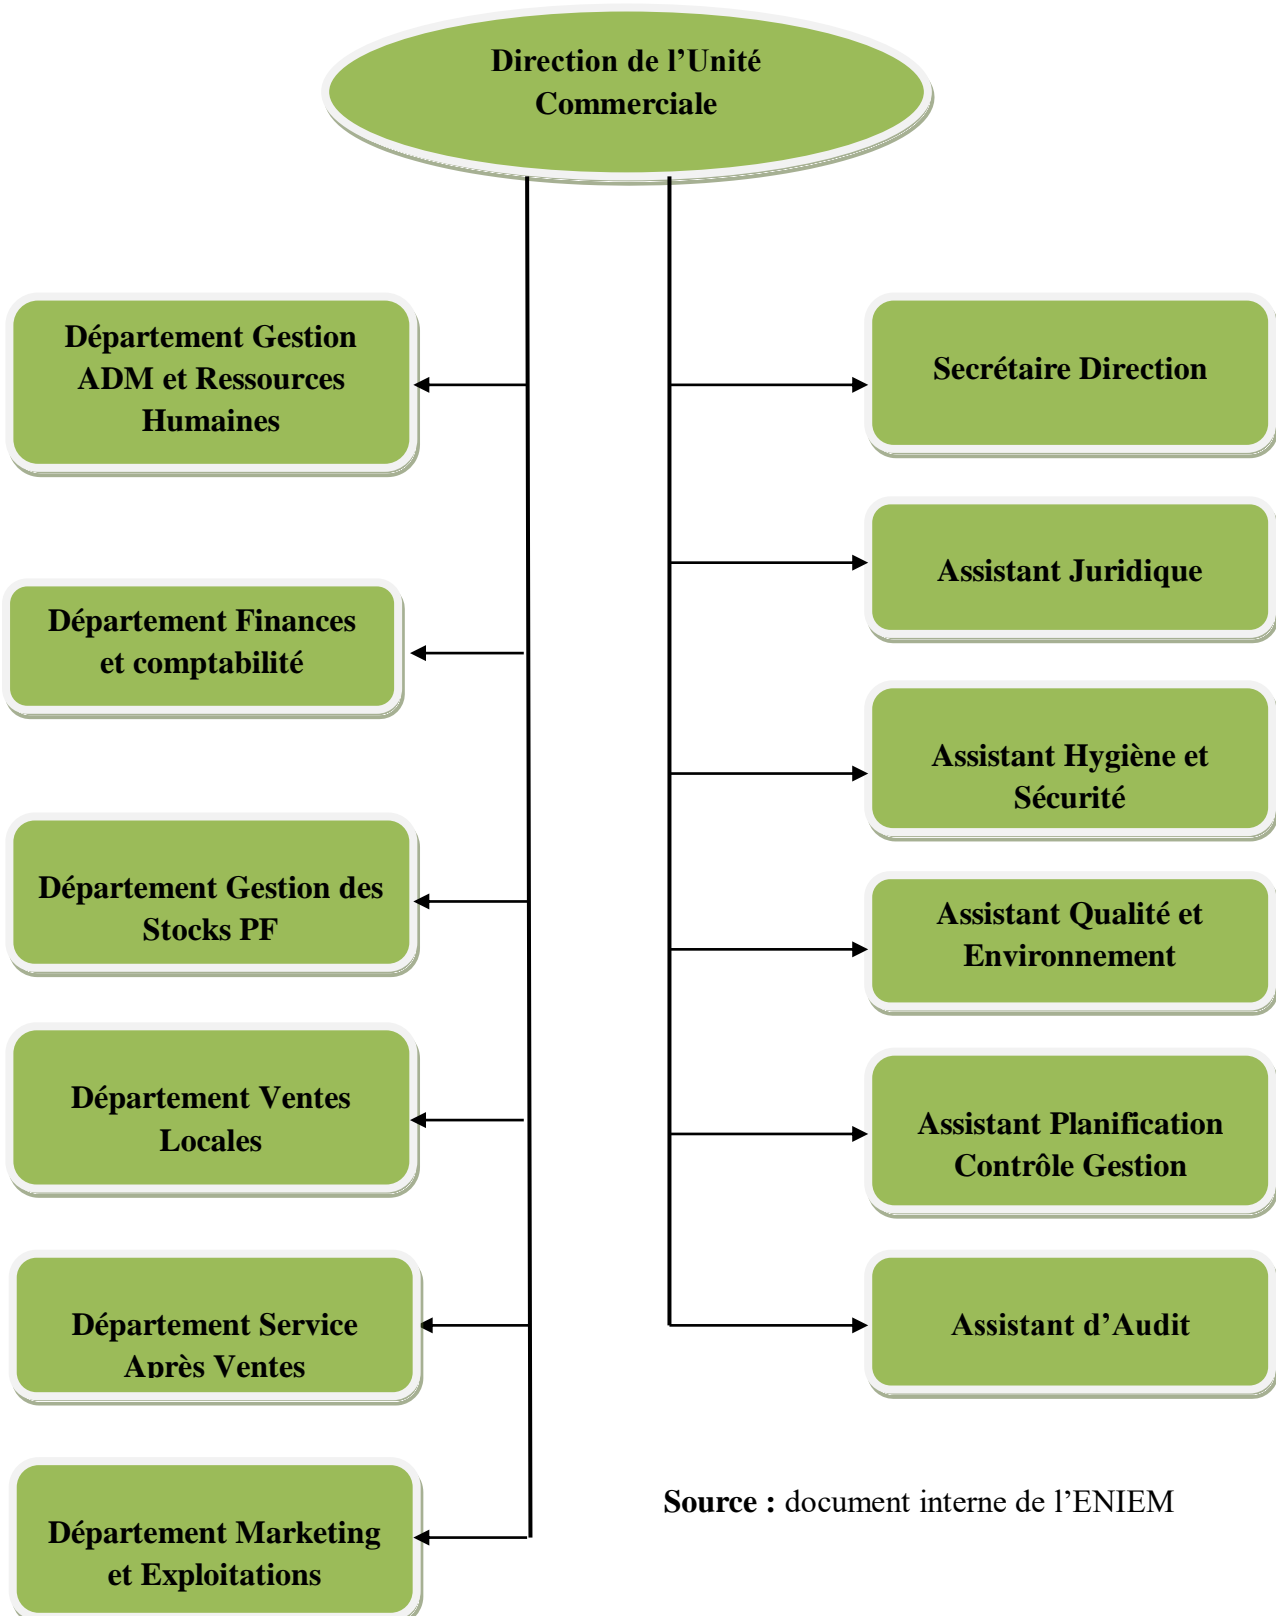 Direction de l’Unité
Commerciale
Département Gestion
ADM et Ressources
Humaines
Secrétaire Direction
Assistant Juridique
Département Finances
et comptabilité
Assistant Hygiène et
Sécurité
Département Gestion des
Stocks PF
Assistant Qualité et
Environnement
Département Ventes
Locales
Assistant Planification
Contrôle Gestion
Département Service
Après Ventes
Assistant d’Audit
Département Marketing
et Exploitations
Source : document interne de l’ENIEM